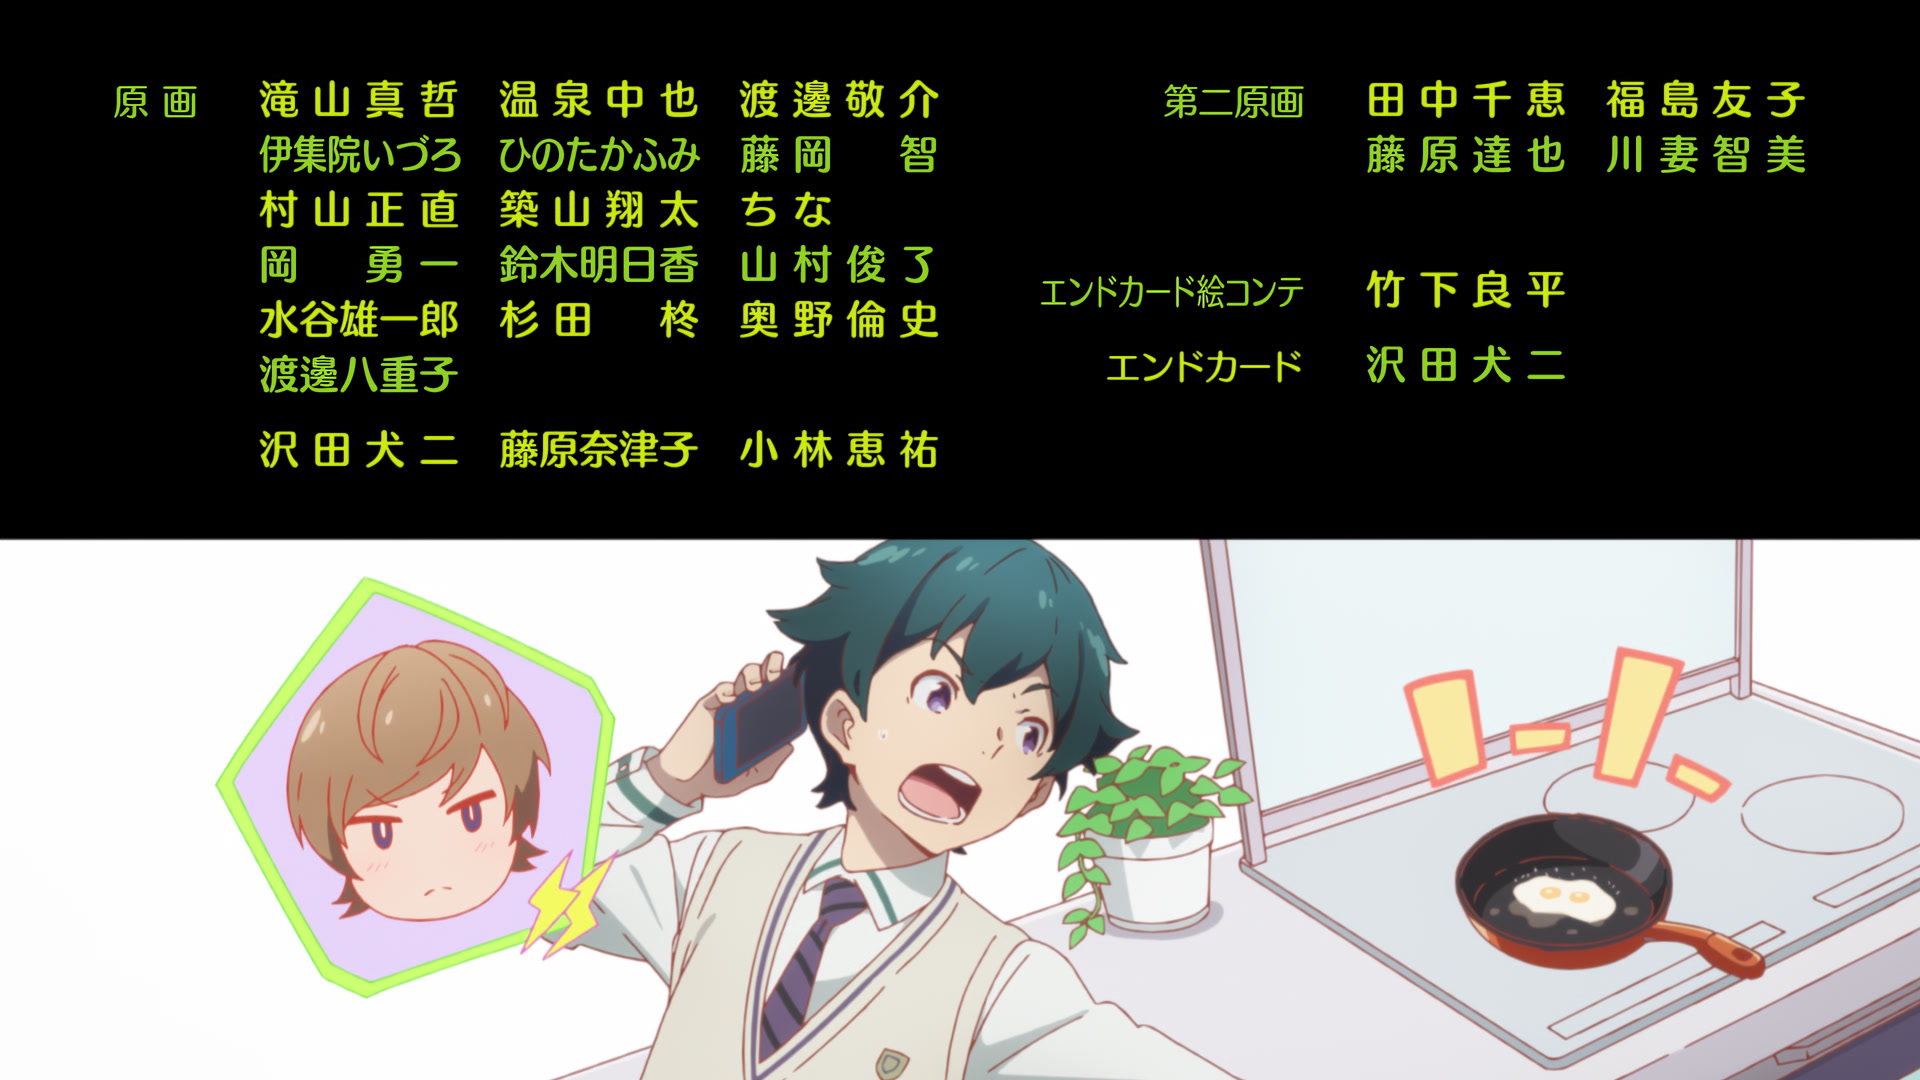 原画 滝山真哲 温泉中也 渡邊敬介
伊集院いづろ ひのたかふみ 藤岡 智
村山正直 築山翔太 ちな
岡 勇一 鈴木明日香 山村俊了
水谷雄一郎 杉田 柊 奥野倫史
渡邊八重子
沢田犬二 藤原奈津子 小林恵祐
第二原画 田中千恵 福島友子
藤原達也 川妻智美
エンドカード絵コンテ 竹下良平
エンドカード 沢田犬二